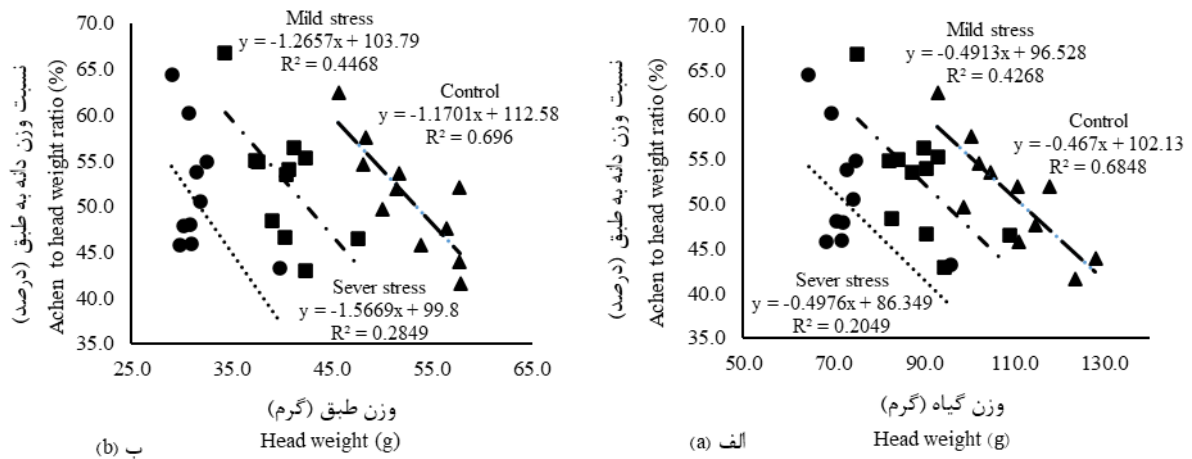 70.0
65.0
60.0
55.0
50.0
45.0
40.0
35.0
25.0
35.0
45.0
55.0
65.0
نسبت وزن دانه به طبق (درصد)
Achen to head weight ratio (%)
Mild stress
y = -1.2657x + 103.79
R² = 0.4468
Control
y = -1.1701x + 112.58
R² = 0.696
Sever stress
y = -1.5669x + 99.8
R² = 0.2849
وزن طبق (گرم)
Head weight (g)
ب (b)
70.0
65.0
60.0
55.0
50.0
45.0
40.0
35.0
50.0
70.0
90.0
110.0
130.0
نسبت وزن دانه به طبق (درصد)
Achen to head weight ratio (%)
Mild stress
y = -0.4913x + 96.528
R² = 0.4268
Control
y = -0.467x + 102.13
R² = 0.6848
Sever stress
y = -0.4976x + 86.349
R² = 0.2049
وزن گیاه (گرم)
Head weight (g)
الف (a)